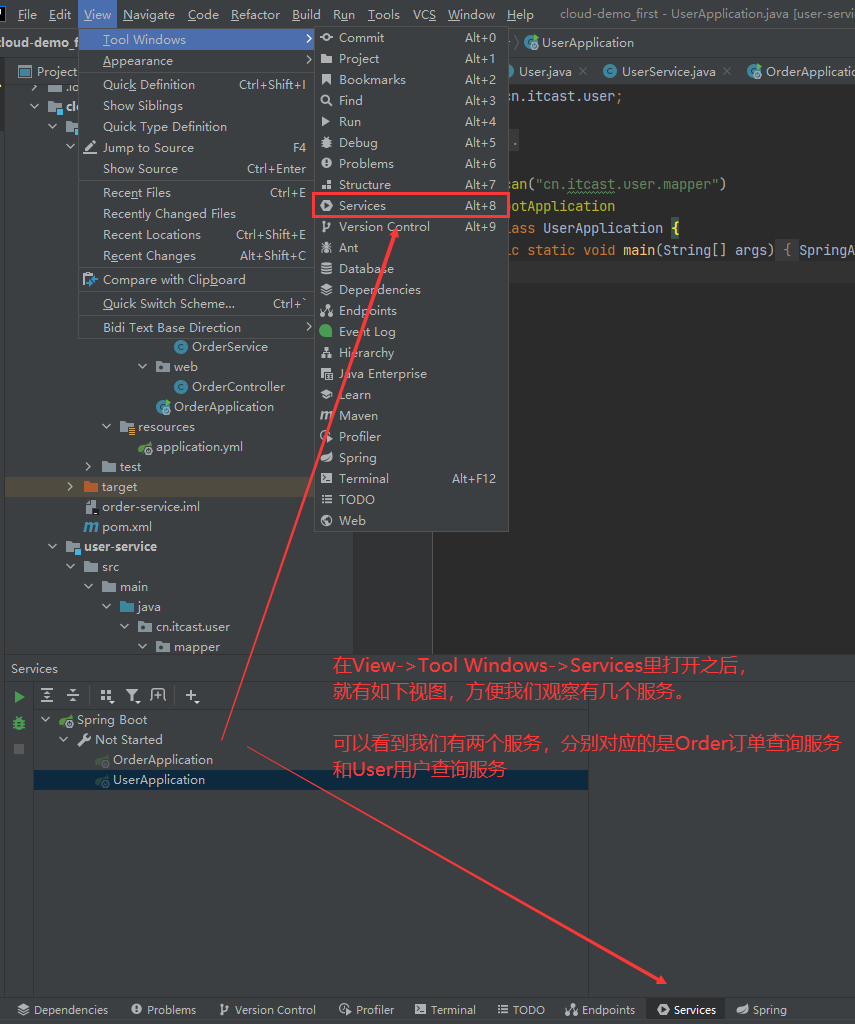 File Edit View Navigate Code Refactor Build Run Tools VCS Window Help cloud-demo_first - UserApplication.java [user-servic
cloud-demo_f
UserApplication
Project
User.java
UserService.java
OrderApplicatio
Tool Windows
Appearance
Quick Definition Ctrl+Shift+I
Show Siblings
Quick Type Definition
Jump to Source F4
Show Source Ctrl+Enter
Recent Files Ctrl+E
Recently Changed Files
Recent Locations Ctrl+Shift+E
Recent Changes Alt+Shift+C
Compare with Clipboard
Quick Switch Scheme... Ctrl+`
Bidi Text Base Direction
Commit Alt+0
Project Alt+1
Bookmarks Alt+2
Find Alt+3
Run Alt+4
Debug Alt+5
Problems Alt+6
Structure Alt+7
Services Alt+8
Version Control Alt+9
Ant
Database
Dependencies
Endpoints
Event Log
Hierarchy
Java Enterprise
Learn
Maven
Profiler
Spring
Terminal Alt+F12
TODO
Web
cn.itcast.user;
can("cn.itcast.user.mapper")
otApplication
lass UserApplication {
ic static void main(String[] args) { SpringA
OrderService
web
OrderController
OrderApplication
resources
application.yml
test
target
order-service.iml
pom.xml
user-service
src
main
java
cn.itcast.user
mapper
Services
在View->Tool Windows->Services里打开之后，
就有如下视图，方便我们观察有几个服务。
可以看到我们有两个服务，分别对应的是Order订单查询服务
和User用户查询服务
Spring Boot
Not Started
OrderApplication
UserApplication
Dependencies Problems Version Control Profiler Terminal TODO Endpoints Services Spring